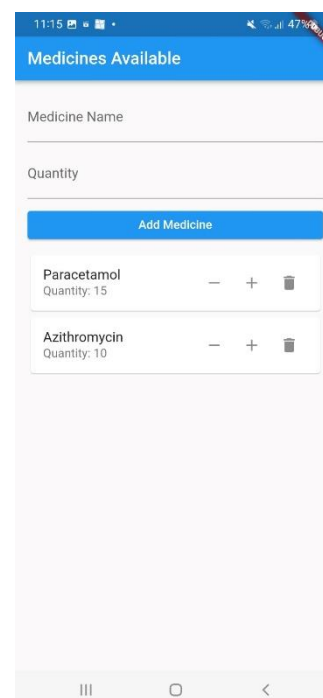 11:15
47%
Medicines Available
Medicine Name
Quantity
Add Medicine
Paracetamol
Quantity: 15
Azithromycin
Quantity: 10